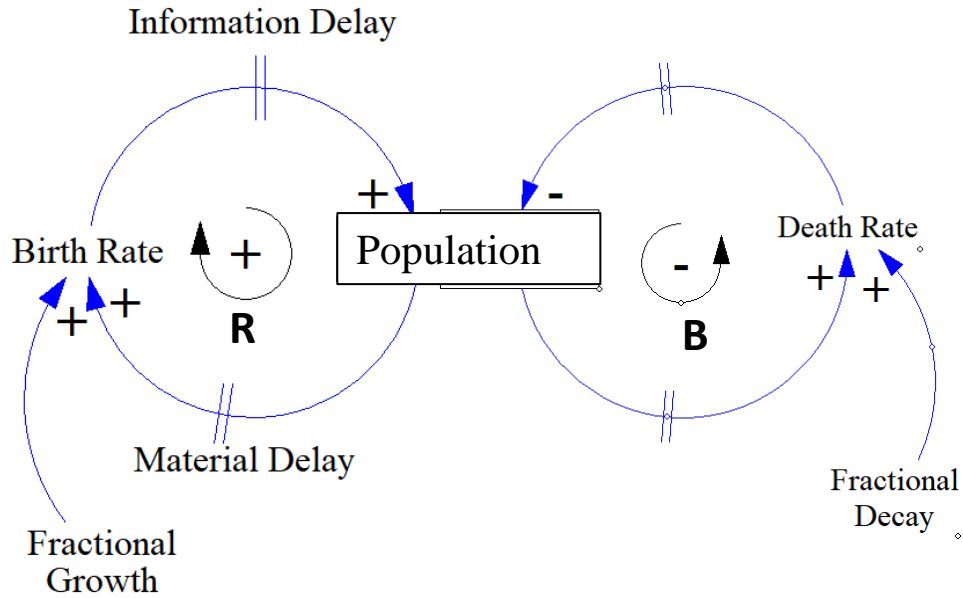 Information Delay
+
-
Birth Rate
+
Population
-
Death Rate
+
+
+
+
R
B
Material Delay
Fractional
Decay
Fractional
Growth